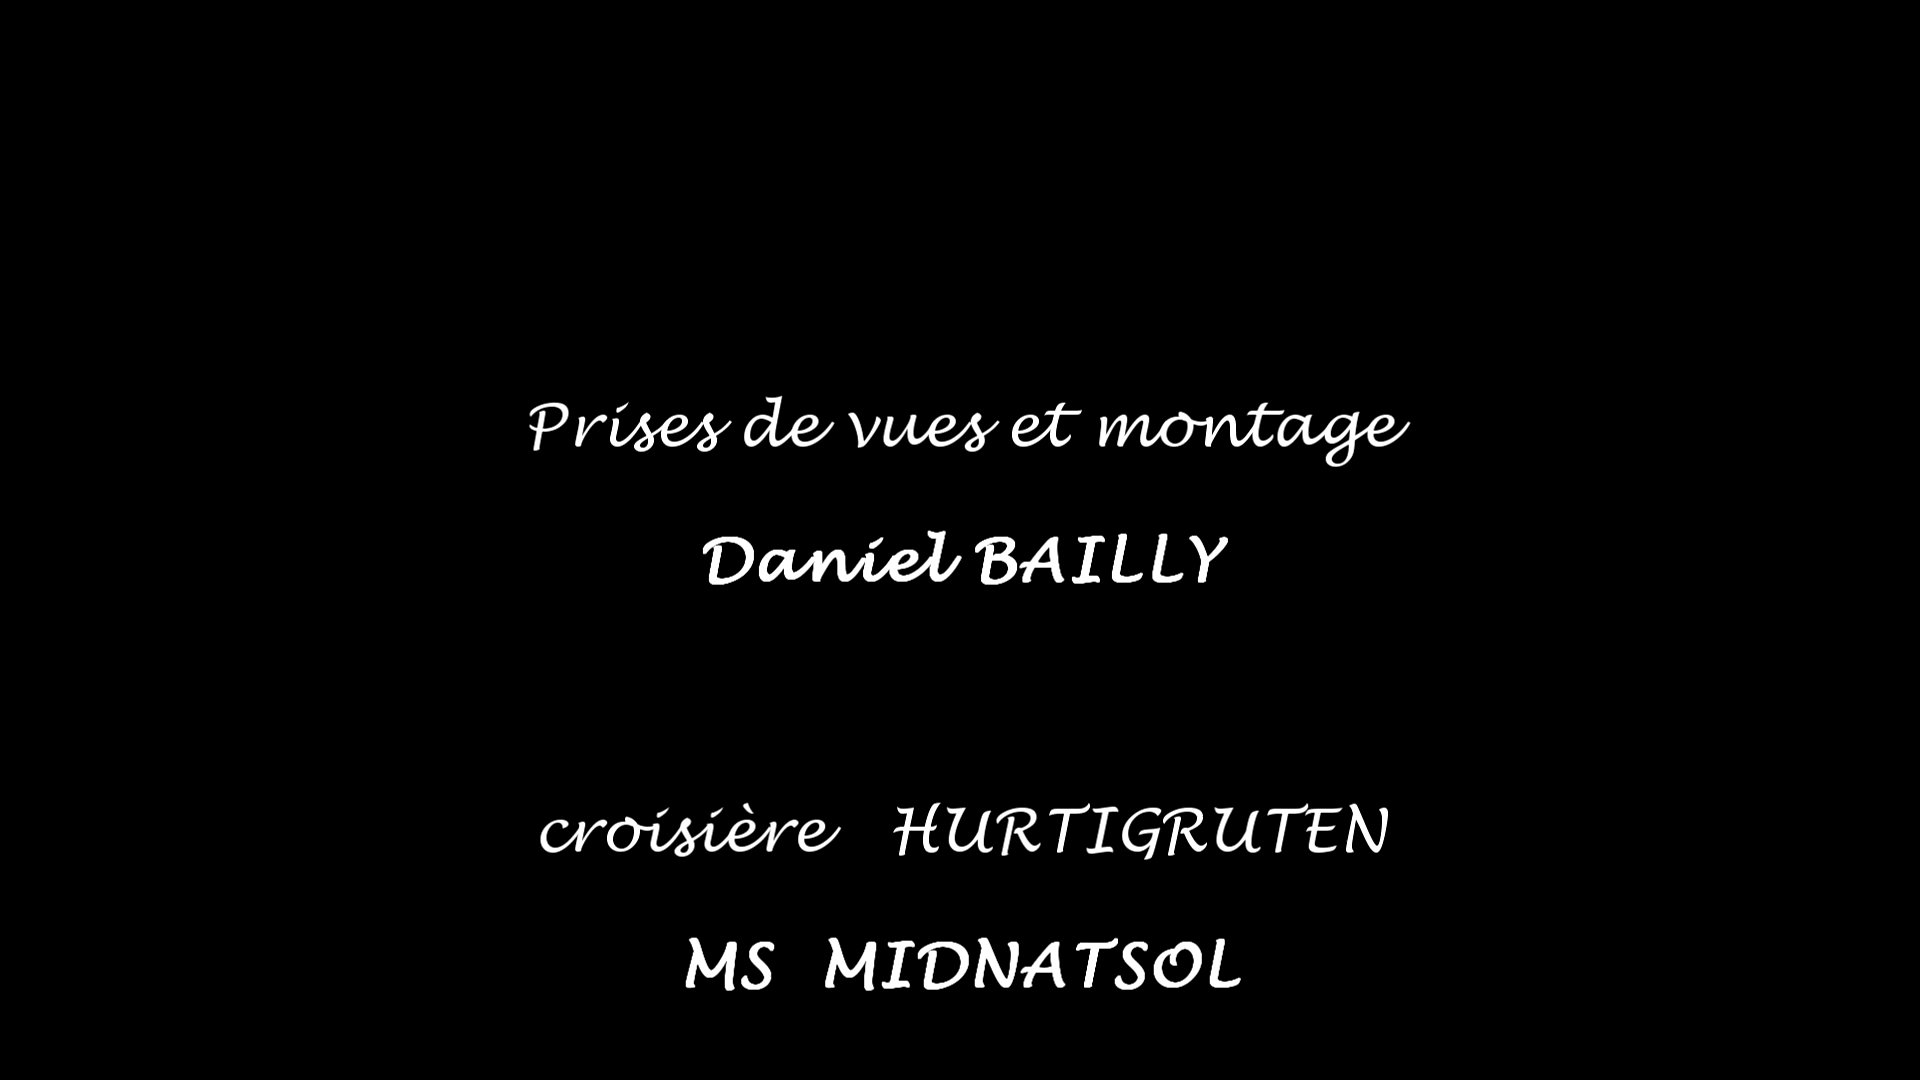 Prises de vues et montage
Daniel BAILLY
croisière HURTIGRUTEN
MS MIDNATSOL